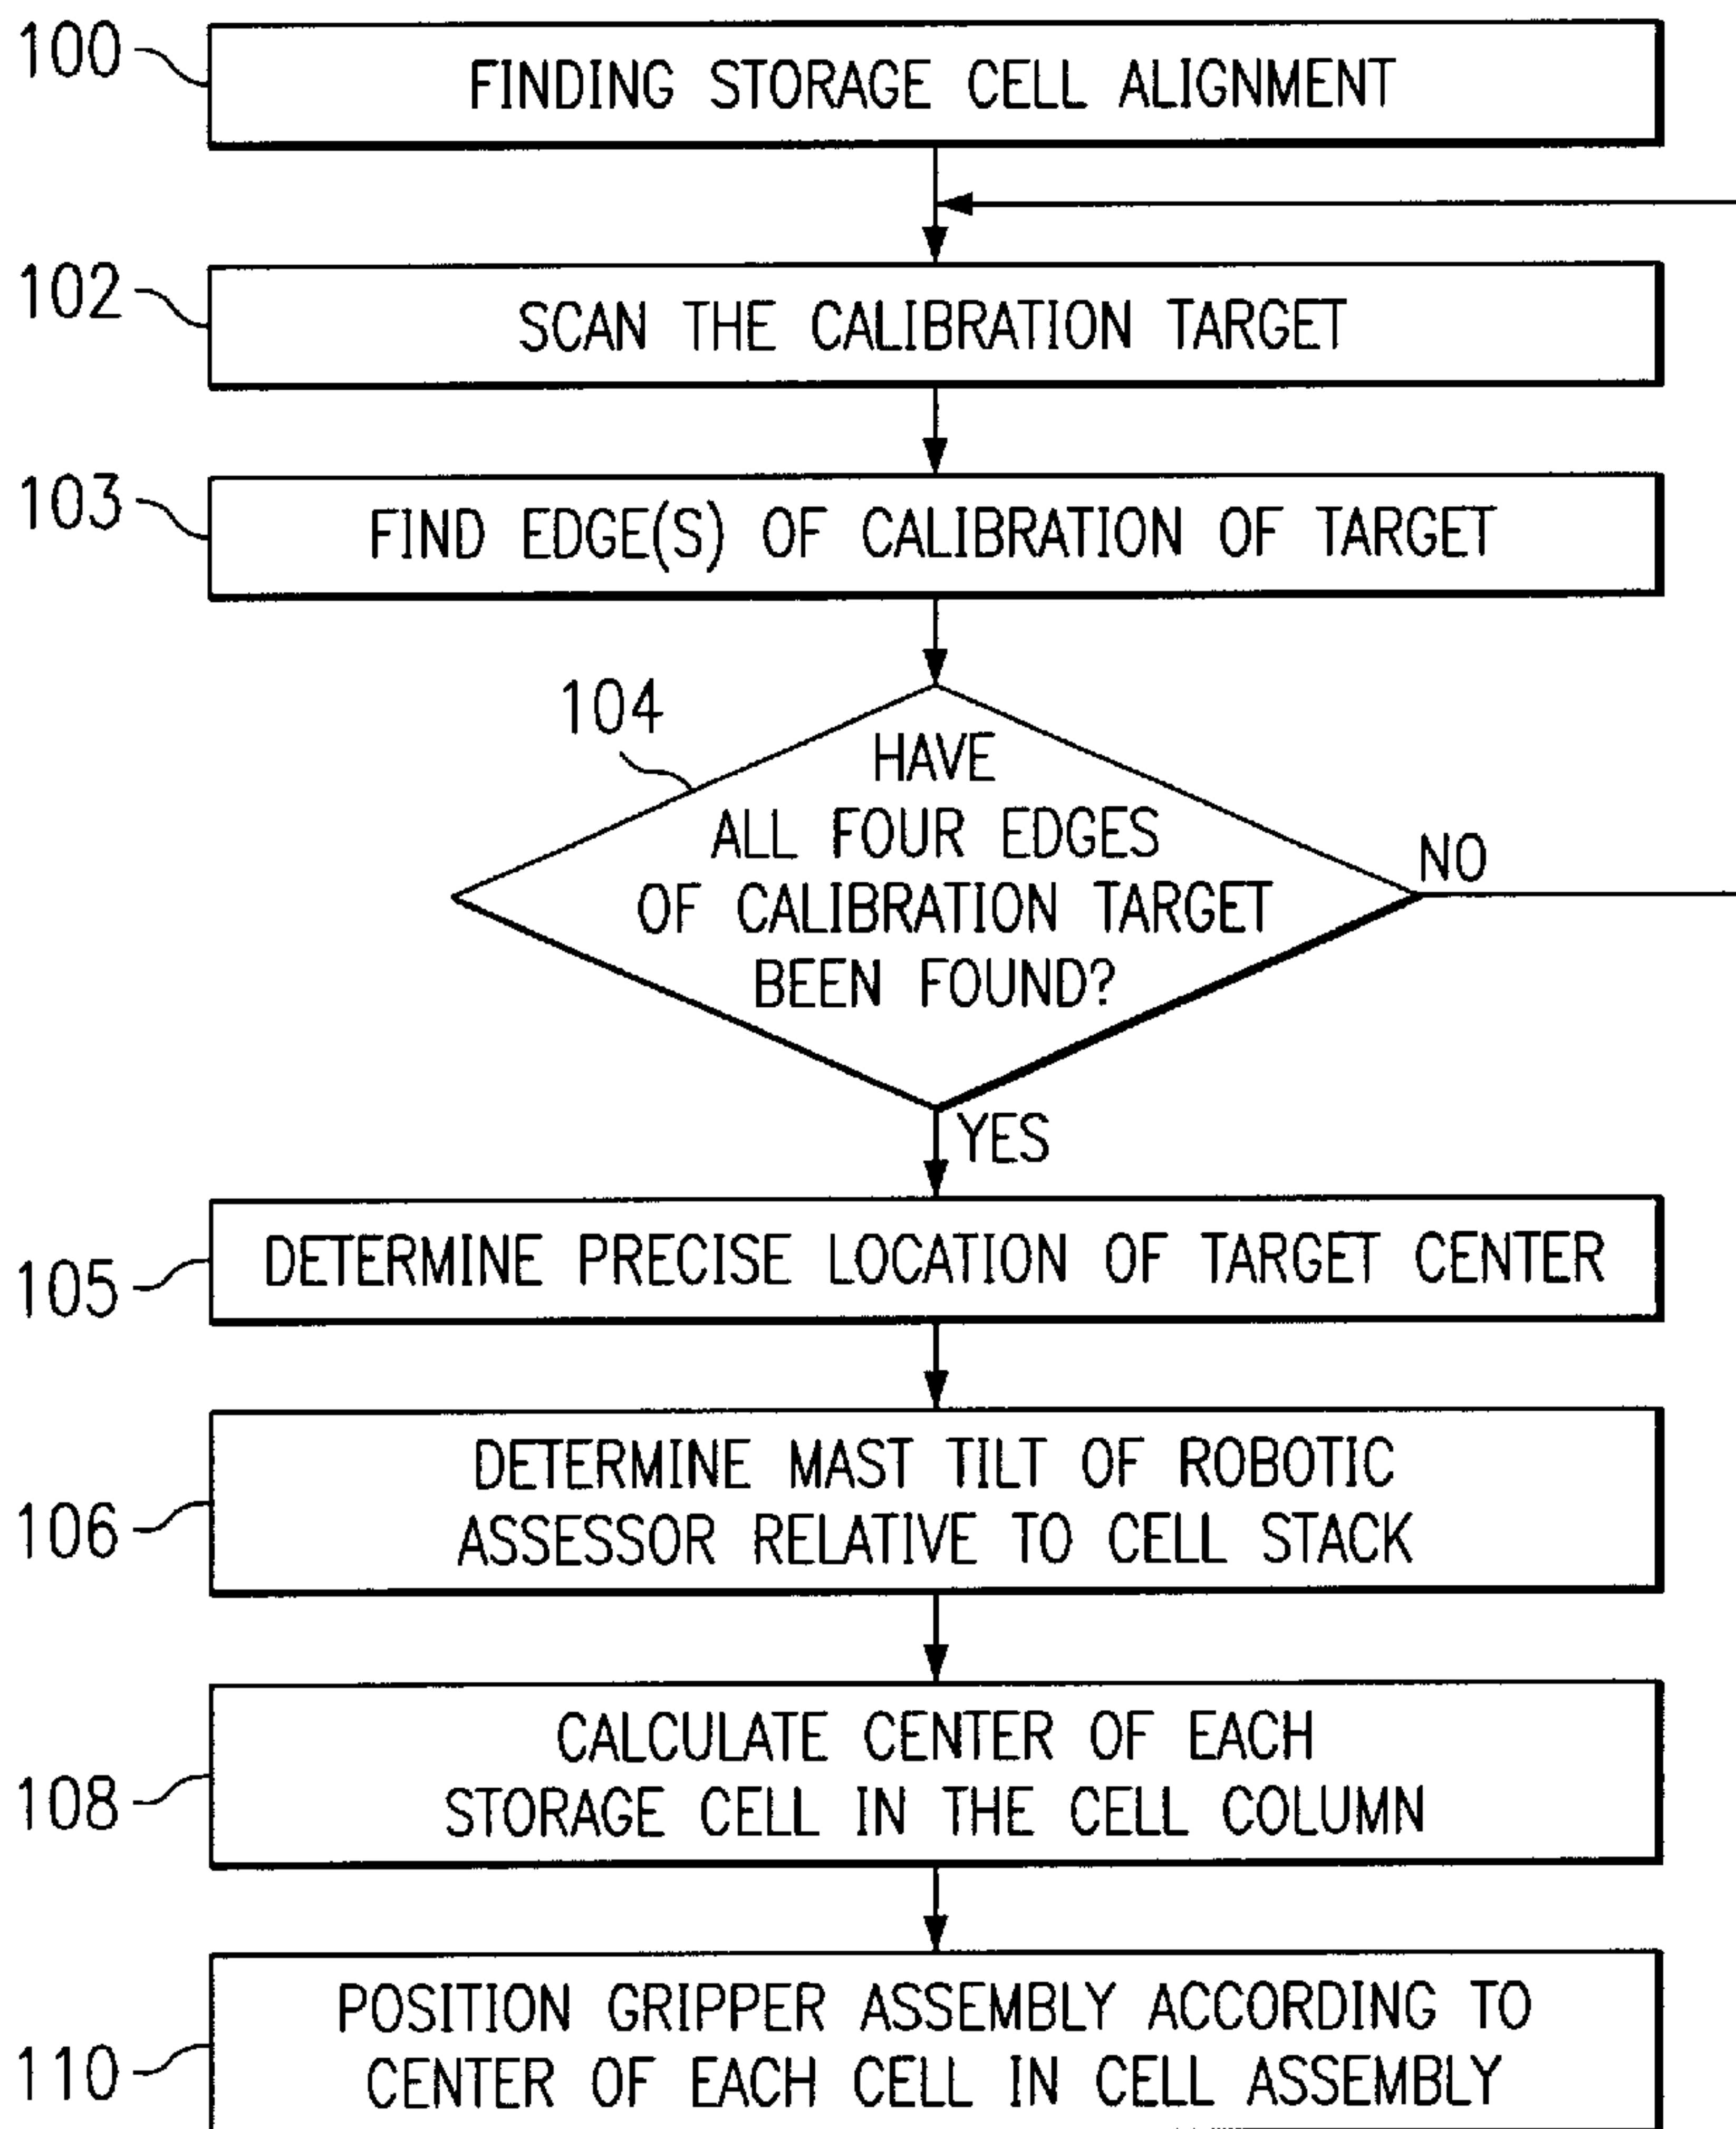 100
FINDING STORAGE CELL ALIGNMENT
102
SCAN THE CALIBRATION TARGET
103
FIND EDGE(S) OF CALIBRATION OF TARGET
104
HAVE
ALL FOUR EDGES
OF CALIBRATION TARGET
BEEN FOUND?
NO
YES
105
DETERMINE PRECISE LOCATION OF TARGET CENTER
106
DETERMINE MAST TILT OF ROBOTIC
ASSESSOR RELATIVE TO CELL STACK
108
CALCULATE CENTER OF EACH
STORAGE CELL IN THE CELL COLUMN
110
POSITION GRIPPER ASSEMBLY ACCORDING TO
CENTER OF EACH CELL IN CELL ASSEMBLY